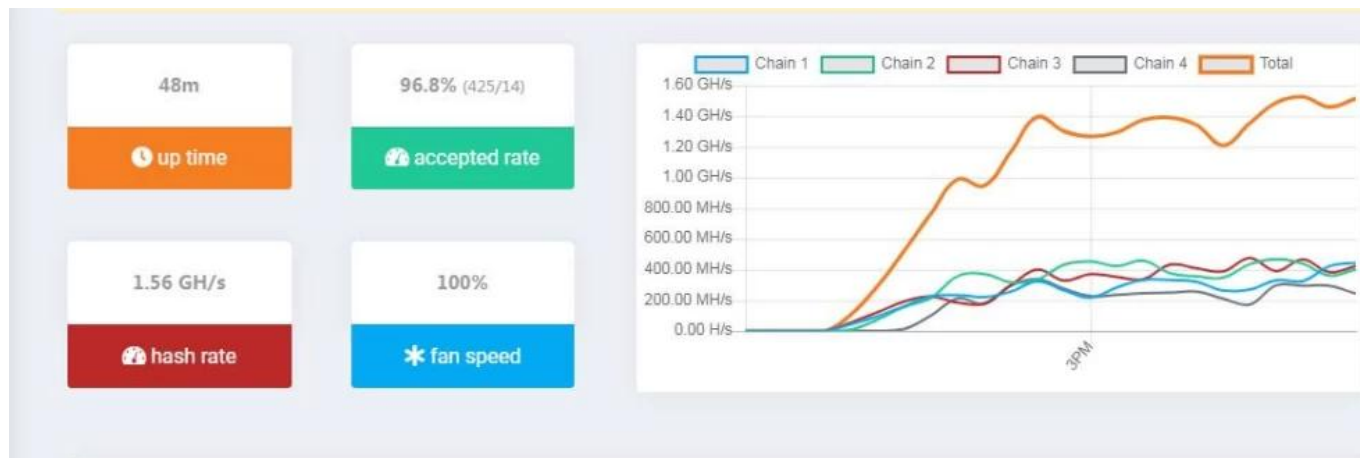 48m
up time
96.8% (425/14)
accepted rate
1.56 GH/s
hash rate
100%
fan speed
Chain 1 Chain 2 Chain 3 Chain 4 Total
1.60 GH/s
1.40 GH/s
1.20 GH/s
1.00 GH/s
800.00 MH/s
600.00 MH/s
400.00 MH/s
200.00 MH/s
0.00 H/s
3PM